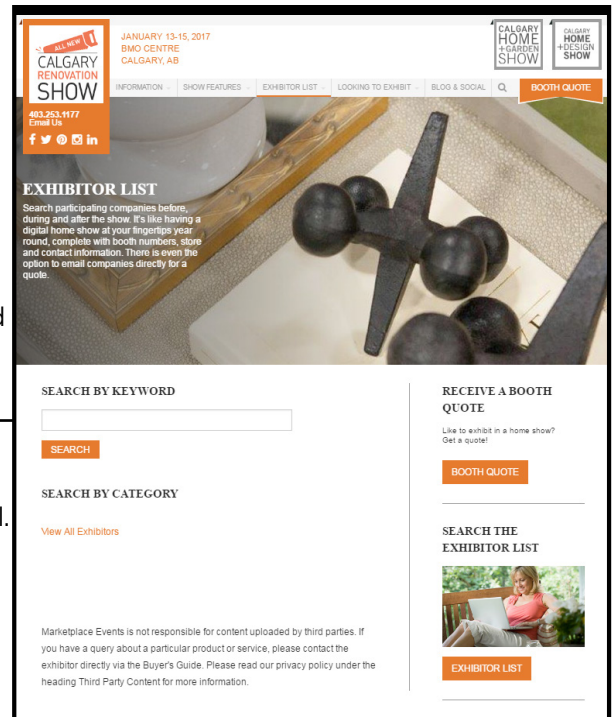 ALL NEW
CALGARY
RENOVATION
SHOW
JANUARY 13-15, 2017
BMO CENTRE
CALGARY, AB
CALGARY
HOME
+GARDEN
SHOW
CALGARY
HOME
+DESIGN
SHOW
INFORMATION
SHOW FEATURES
EXHIBITOR LIST
LOOKING TO EXHIBIT
BLOG & SOCIAL
BOOTH QUOTE
403.253.1177
Email Us
EXHIBITOR LIST
Search participating companies before,
during and after the show. It's like having a
digital home show at your fingertips year
round, complete with booth numbers, store
and contact information. There is even the
option to email companies directly for a
quote.
SEARCH BY KEYWORD
SEARCH
SEARCH BY CATEGORY
View All Exhibitors
Marketplace Events is not responsible for content uploaded by third parties. If
you have a query about a particular product or service, please contact the
exhibitor directly via the Buyer's Guide. Please read our privacy policy under the
heading Third Party Content for more information.
RECEIVE A BOOTH
QUOTE
Like to exhibit in a home show?
Get a quote!
BOOTH QUOTE
SEARCH THE
EXHIBITOR LIST
EXHIBITOR LIST